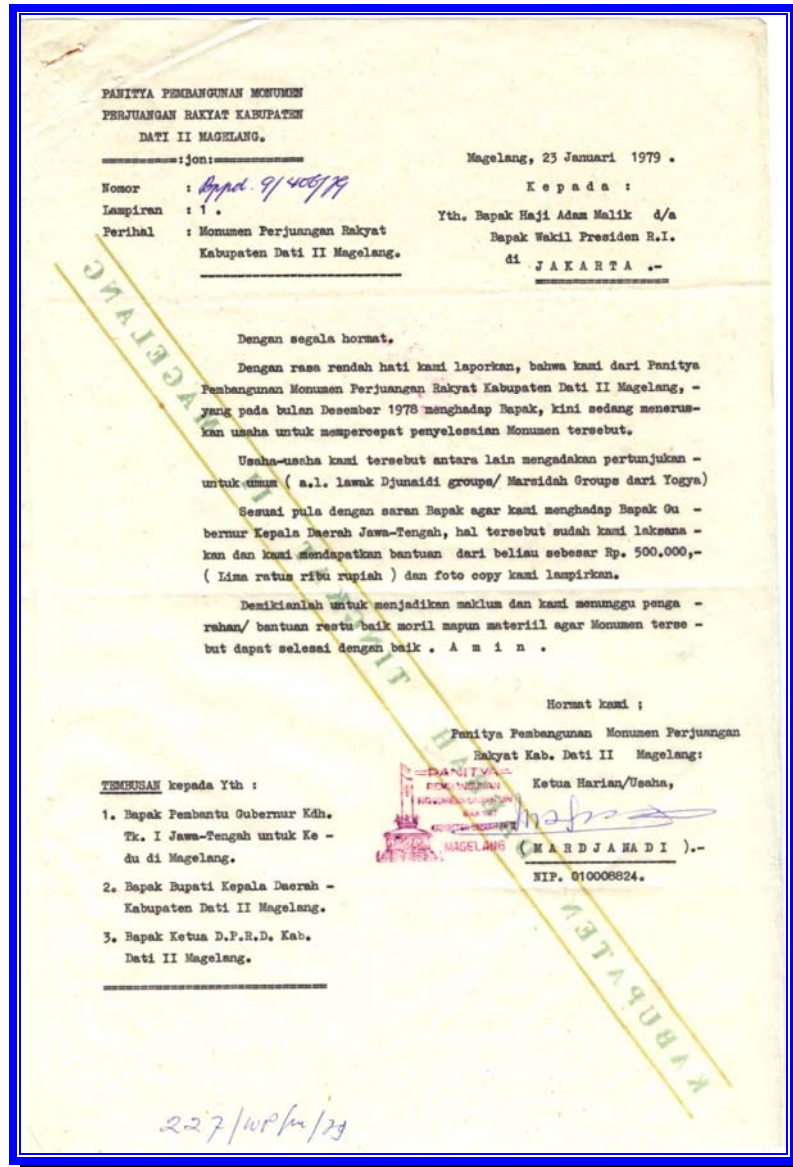 PANITYA PEMBANGUNAN MONUMEN
PERJUANGAN RAKYAT KABUPATEN
DATI II MAGELANG.
==========:jon:============
Nomor : Bppd. 9/406/79
Lampiran : 1 .
Perihal : Monumen Perjuangan Rakyat
Kabupaten Dati II Magelang.
Magelang, 23 Januari 1979 .
K e p a d a :
Yth. Bapak Haji Adam Malik d/a
Bapak Wakil Presiden R.I.
di J A K A R T A .-
Dengan segala hormat.
Dengan rasa rendah hati kami laporkan, bahwa kami dari Panitya
Pembangunan Monumen Perjuangan Rakyat Kabupaten Dati II Magelang, -
yang pada bulan Desember 1978 menghadap Bapak, kini sedang menerus-
kan usaha untuk mempercepat penyelesaian Monumen tersebut.
Usaha-usaha kami tersebut antara lain mengadakan pertunjukan -
untuk umum ( a.l. lawak Djunaidi groups/ Marsidah Groups dari Yogya)
Sesuai pula dengan saran Bapak agar kami menghadap Bapak Gu -
bernur Kepala Daerah Jawa-Tengah, hal tersebut sudah kami laksana -
kan dan kami mendapatkan bantuan dari beliau sebesar Rp. 500.000,-
( Lima ratus ribu rupiah ) dan foto copy kami lampirkan.
Demikianlah untuk menjadikan maklum dan kami menunggu penga -
rahan/ bantuan restu baik moril mapun materiil agar Monumen terse -
but dapat selesai dengan baik . A m i n .
Hormat kami ;
Panitya Pembangunan Monumen Perjuangan
Rakyat Kab. Dati II Magelang:
Ketua Harian/Usaha,
PANITYA
PEMBANGUNAN
MAGELANG
( M A R D J A N A D I ).-
NIP. 010008824.
TEMBUSAN kepada Yth :
1. Bapak Pembantu Gubernur Kdh.
Tk. I Jawa-Tengah untuk Ke -
du di Magelang.
2. Bapak Bupati Kepala Daerah -
Kabupaten Dati II Magelang.
3. Bapak Ketua D.P.R.D. Kab.
Dati II Magelang.
KABUPATEN DAERAH TINGKAT II MAGELANG